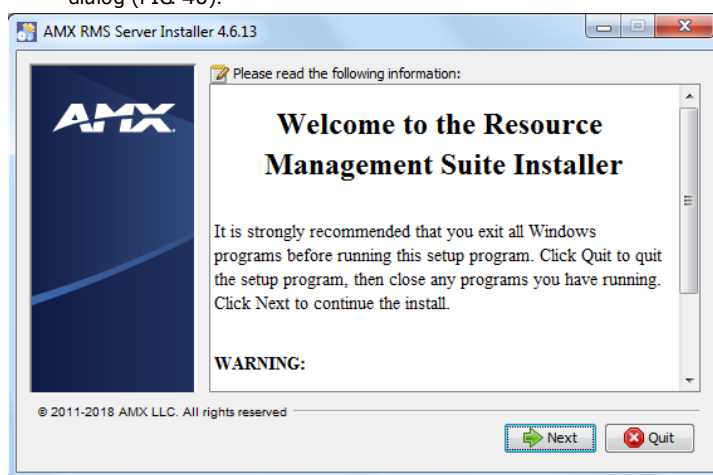 dialog (FIG. 40).
AMX RMS Server Installer 4.6.13
Please read the following information:
AMX
Welcome to the Resource
Management Suite Installer
It is strongly recommended that you exit all Windows
programs before running this setup program. Click Quit to quit
the setup program, then close any programs you have running.
Click Next to continue the install.
WARNING:
© 2011-2018 AMX LLC. All rights reserved
Next
Quit